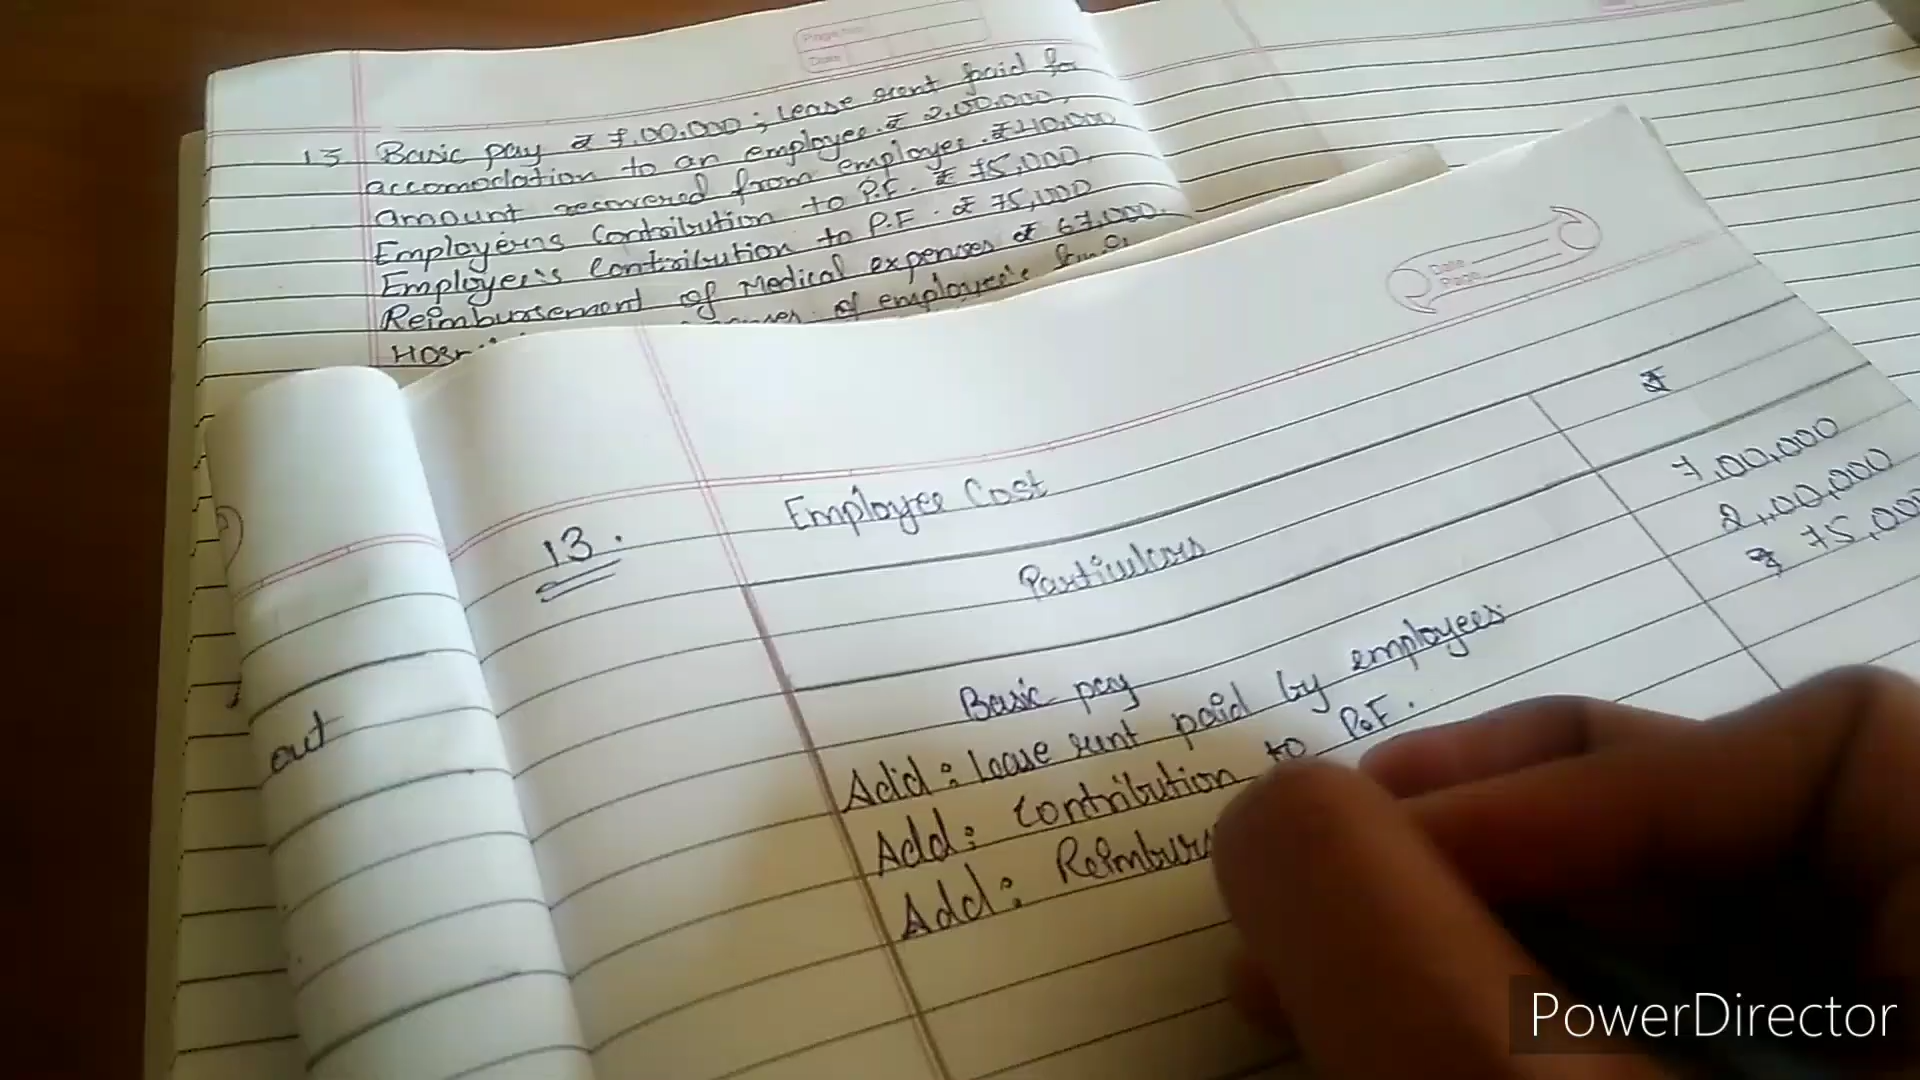 Page No.
Date
13 Basic pay ₹ 7,00,000 ; lease rent paid for
accomodation to an employee. ₹ 2,00,000,
amount recovered from employee. ₹ 40,000
Contribution to P.F. ₹ 75,000.
Employee's Contribution to P.F. ₹ 75,000
Reimbursement of Medical expenses ₹ 67,000.
of employee's
Date
Page
13. Employee Cost
Particulars ₹
Basic pay 7,00,000
Add: Lease rent paid by employees 2,00,000
Add: Contribution to P.F. ₹ 75,000
Add: Reimburs
out
PowerDirector